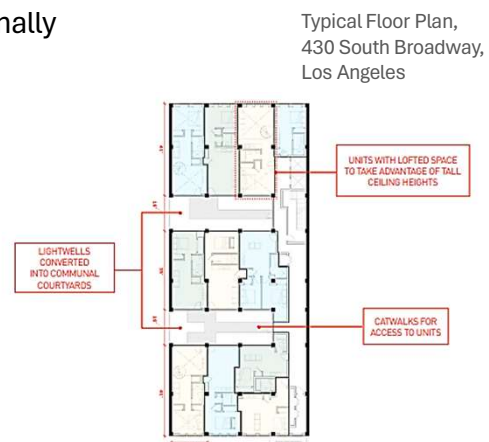 nally
Typical Floor Plan,
430 South Broadway,
Los Angeles
UNITS WITH LOFTED SPACE
TO TAKE ADVANTAGE OF TALL
CEILING HEIGHTS
LIGHTWELLS
CONVERTED
INTO COMMUNAL
COURTYARDS
CATWALKS FOR
ACCESS TO UNITS